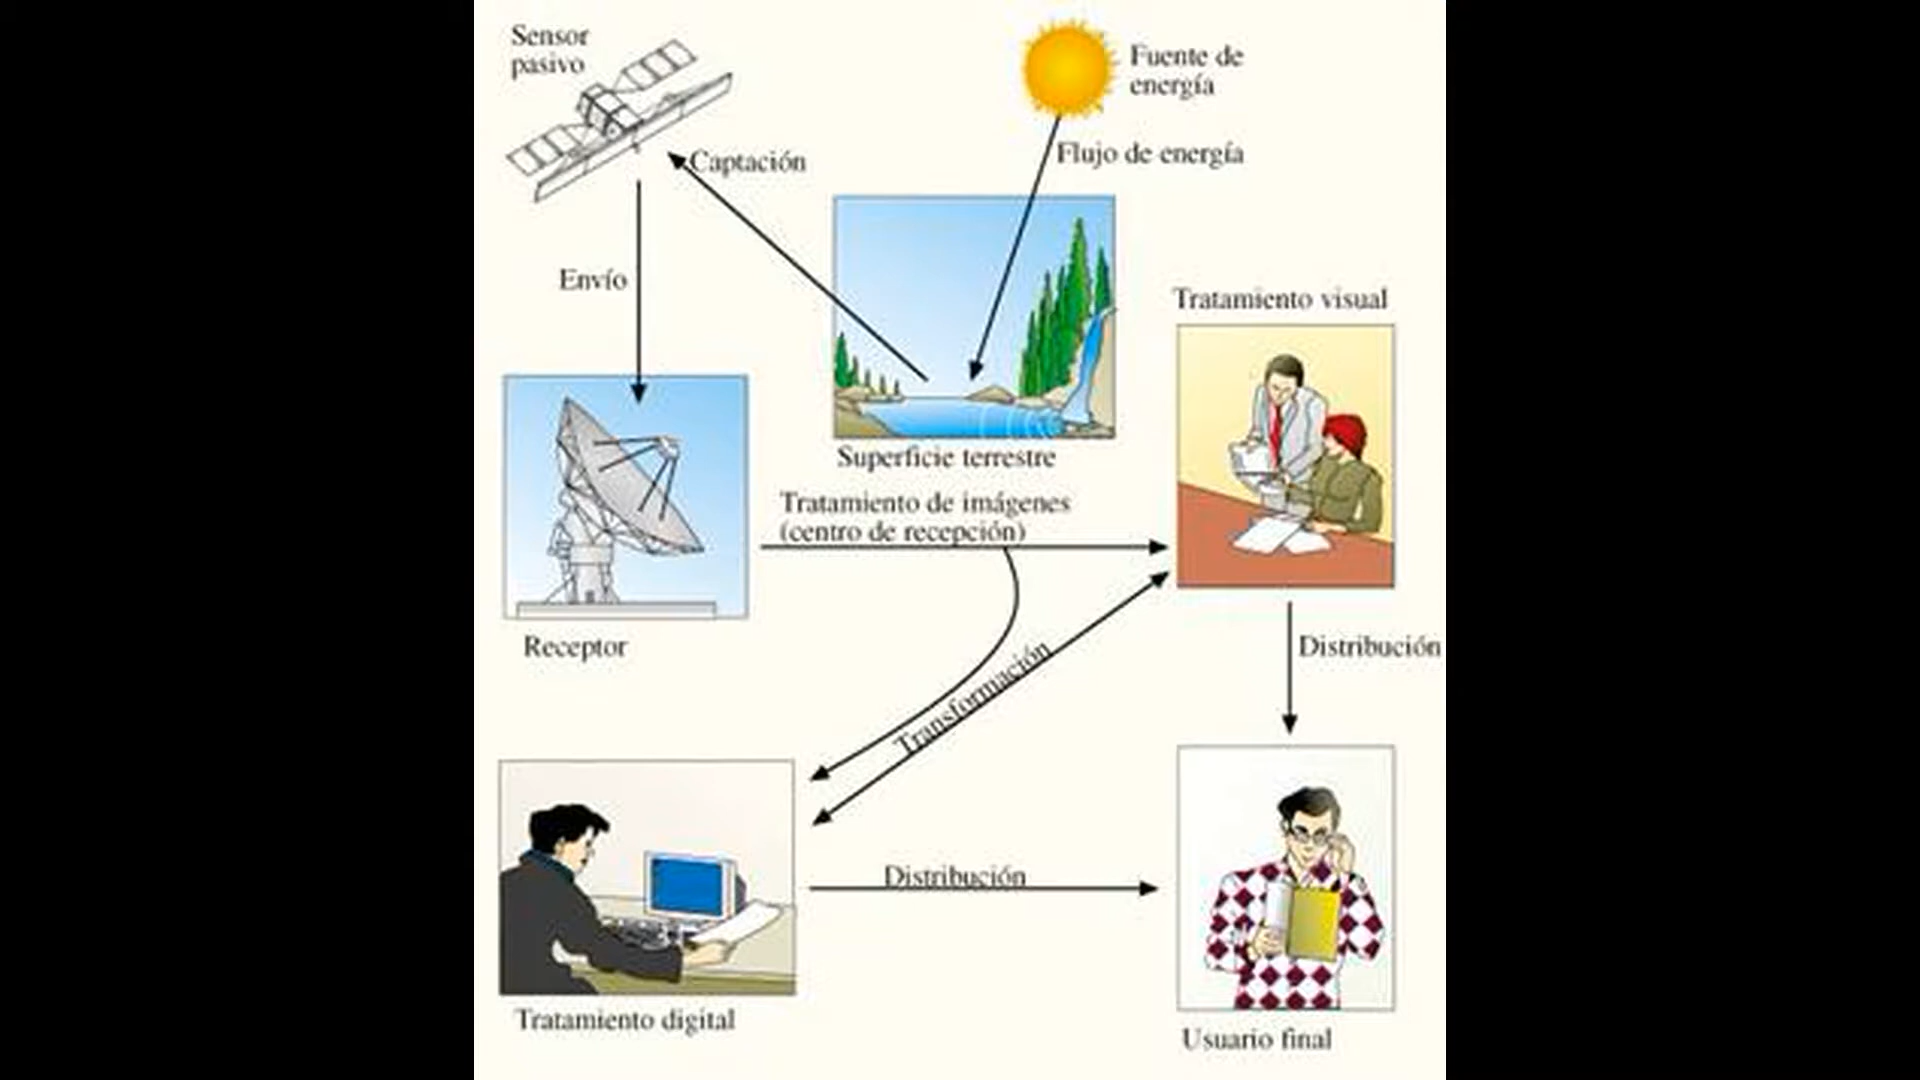 Sensor
pasivo
Fuente de
energía
Flujo de energía
Captación
Envío
Tratamiento visual
Superficie terrestre
Tratamiento de imágenes
(centro de recepción)
Receptor
Transformación
Distribución
Distribución
Tratamiento digital
Usuario final